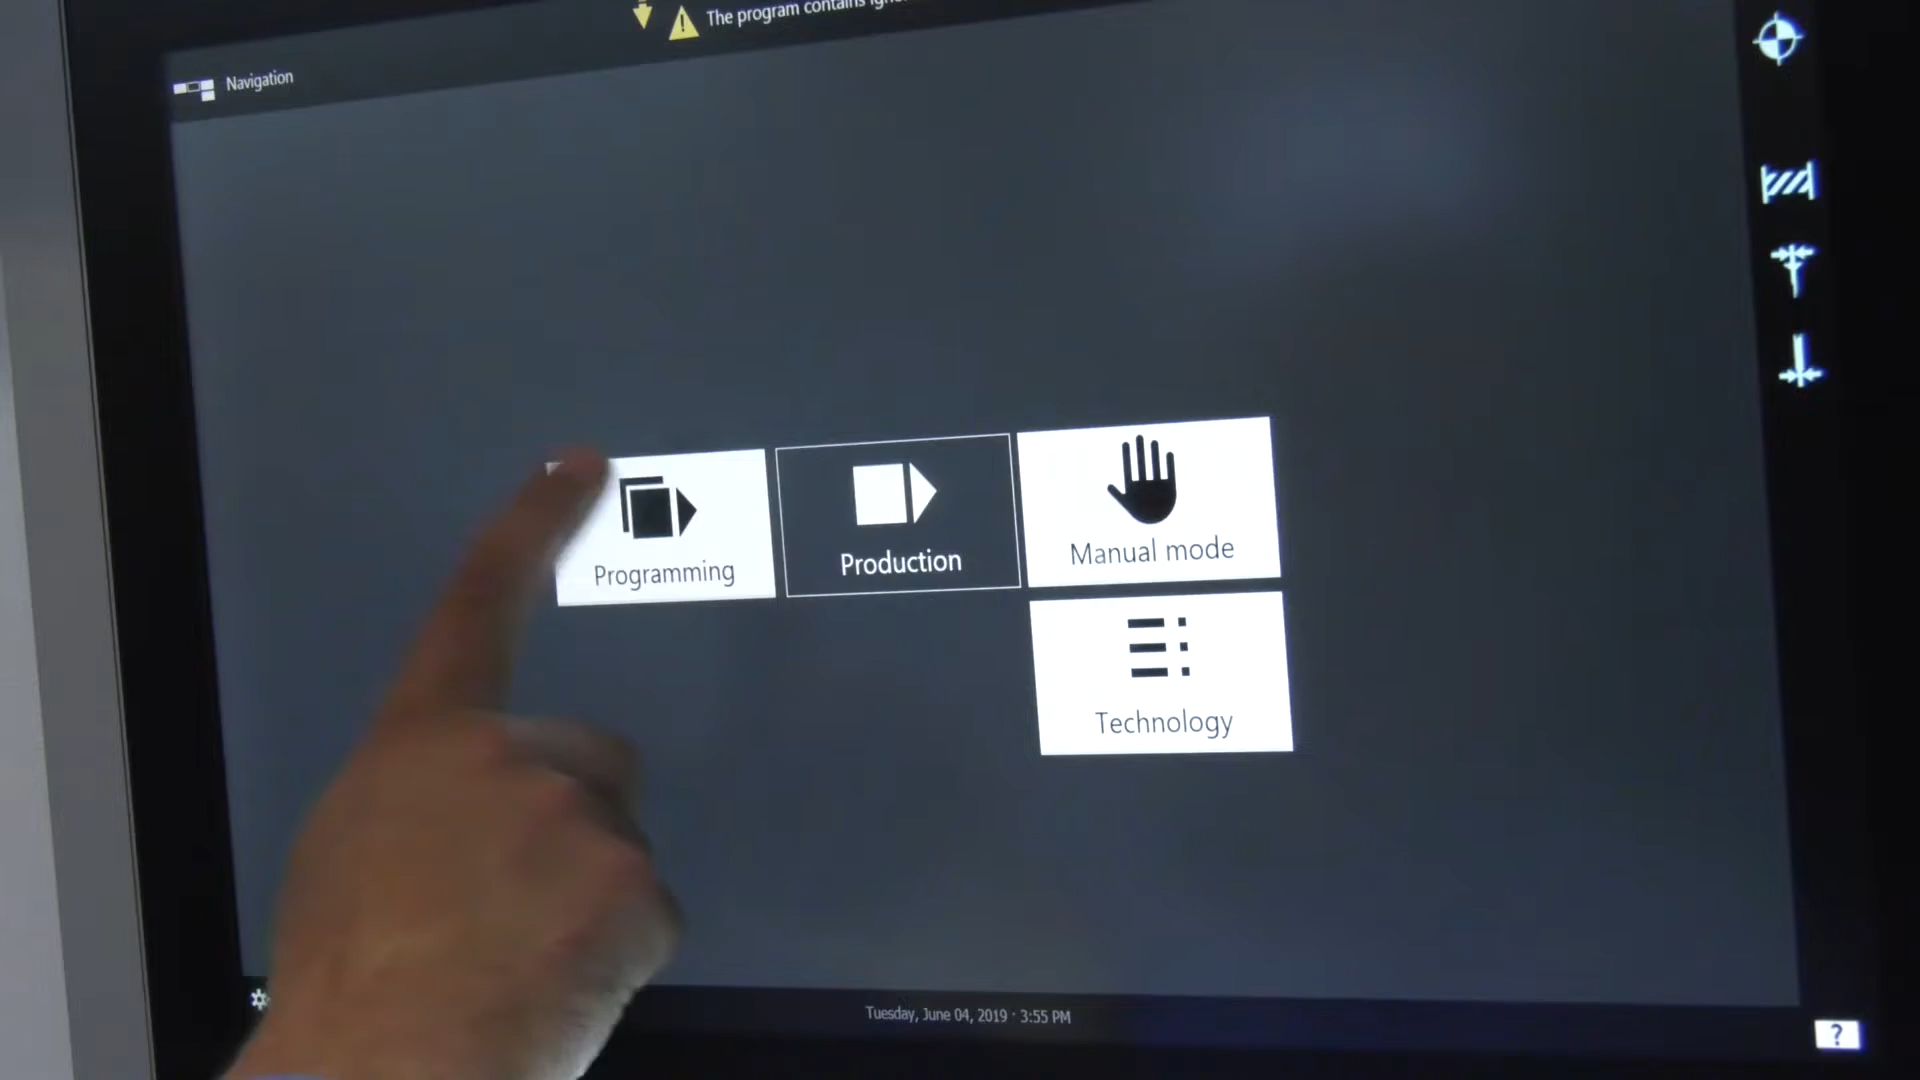 The program contains
Navigation
Programming
Production
Manual mode
Technology
Tuesday, June 04, 2019 · 3:55 PM
?